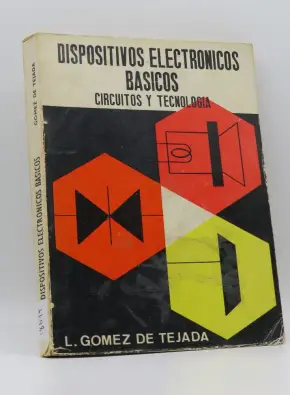 DISPOSITIVOS ELECTRONICOS
BASICOS
CIRCUITOS Y TECNOLOGIA
L. GOMEZ DE TEJADA
GOMEZ DE TEJADA
DISPOSITIVOS ELECTRONICOS BASICOS